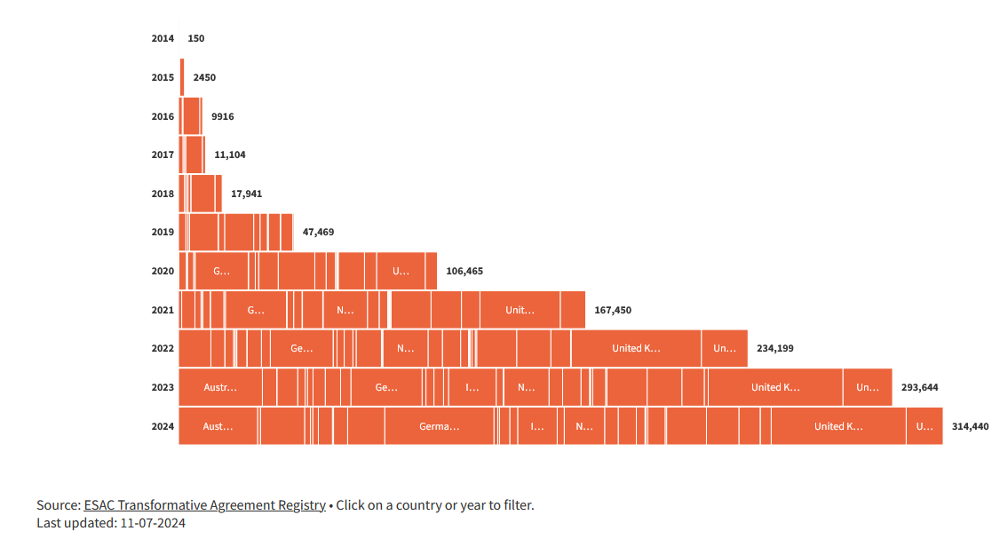 2014 150
2015 2450
2016 9916
2017 11,104
2018 17,941
2019 47,469
2020 G... U... 106,465
2021 G... N... Unit... 167,450
2022 Ge... N... United K... Un... 234,199
2023 Austr... Ge... I... N... United K... Un... 293,644
2024 Aust... Germa... I... N... United K... U... 314,440
Source: ESAC Transformative Agreement Registry • Click on a country or year to filter.
Last updated: 11-07-2024